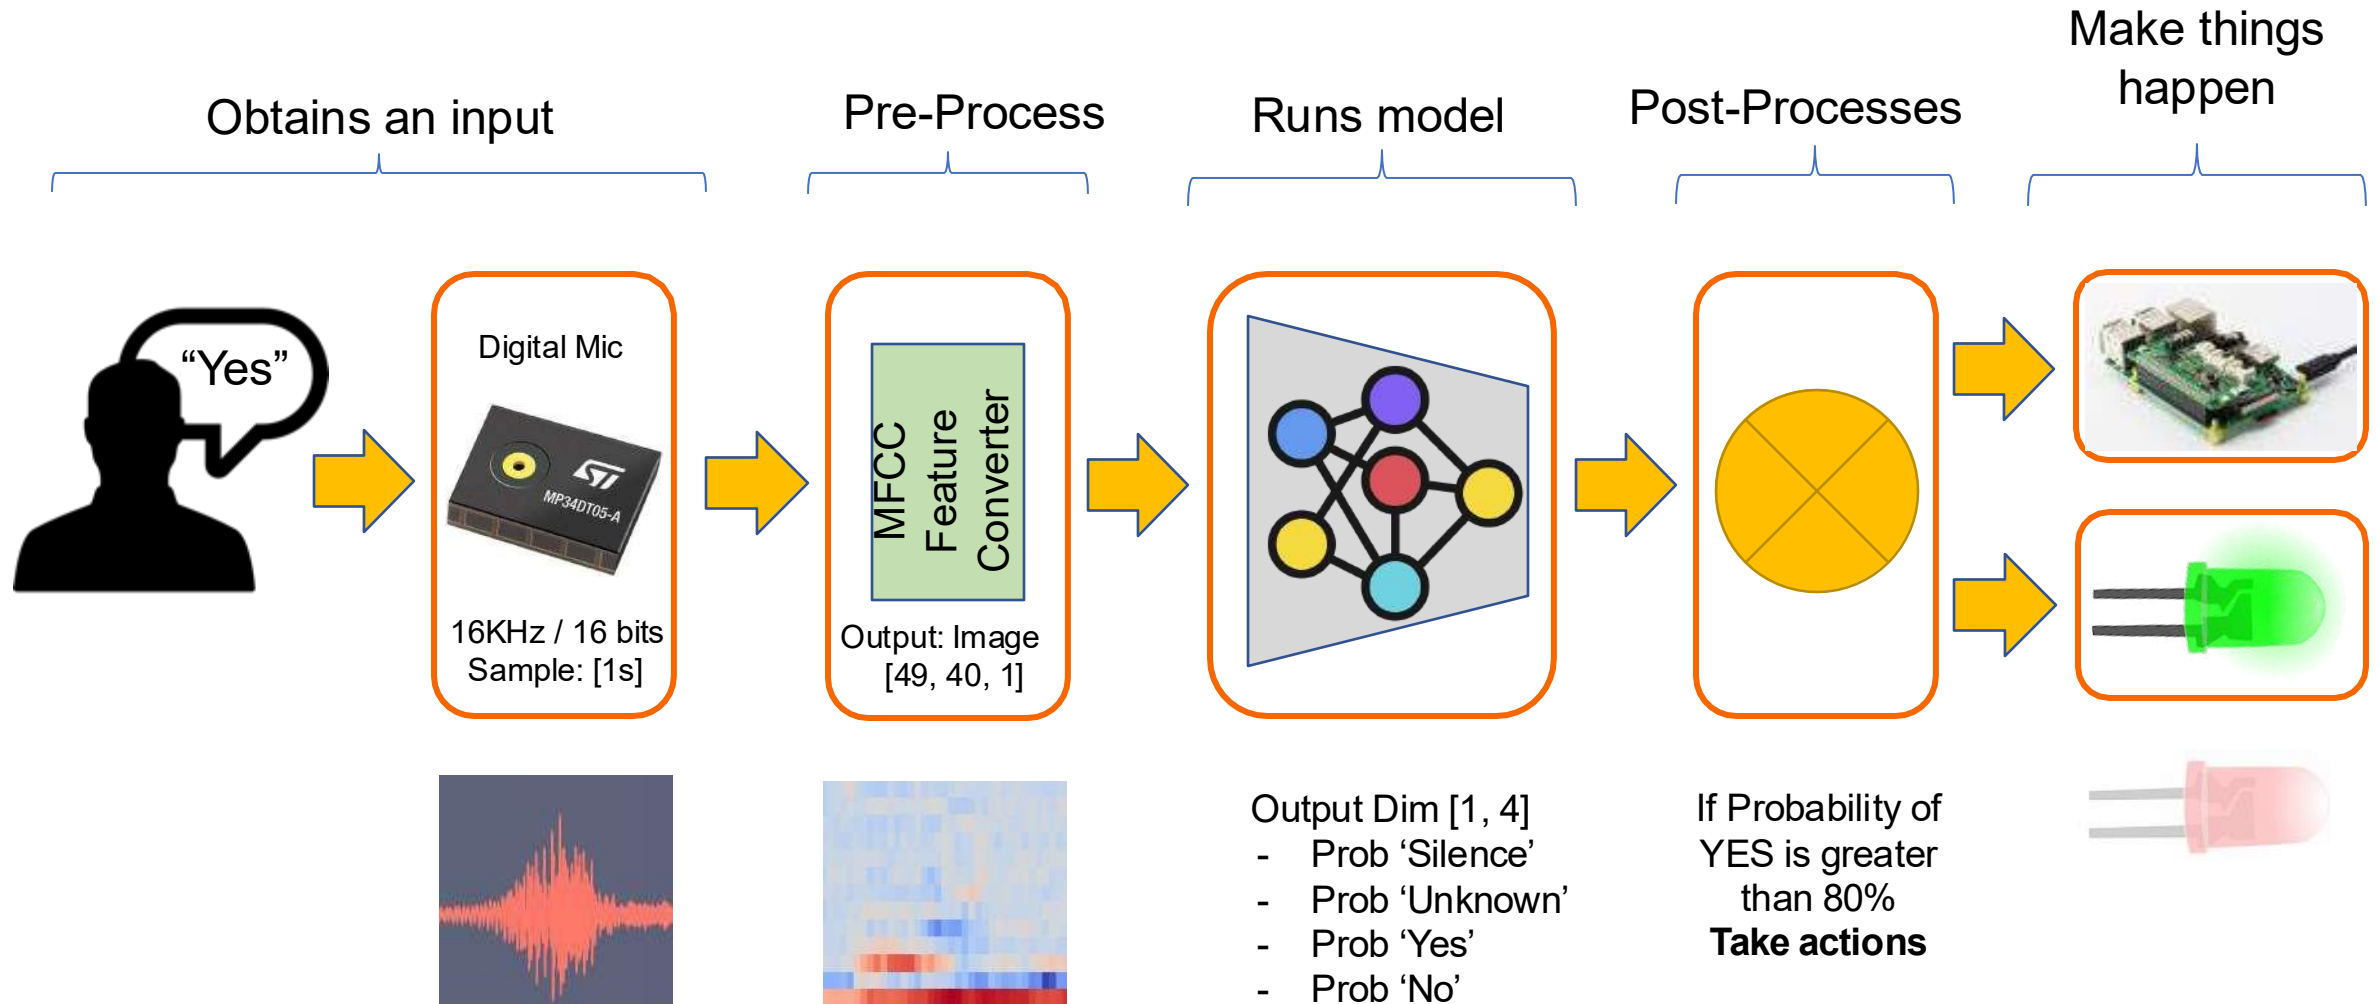 Obtains an input
Pre-Process
Runs model
Post-Processes
Make things
happen
“Yes”
Digital Mic
ST
MP34DT05-A
16KHz / 16 bits
Sample: [1s]
MFCC
Feature
Converter
Output: Image
[49, 40, 1]
Output Dim [1, 4]
- Prob ‘Silence’
- Prob ‘Unknown’
- Prob ‘Yes’
- Prob ‘No’
If Probability of
YES is greater
than 80%
Take actions